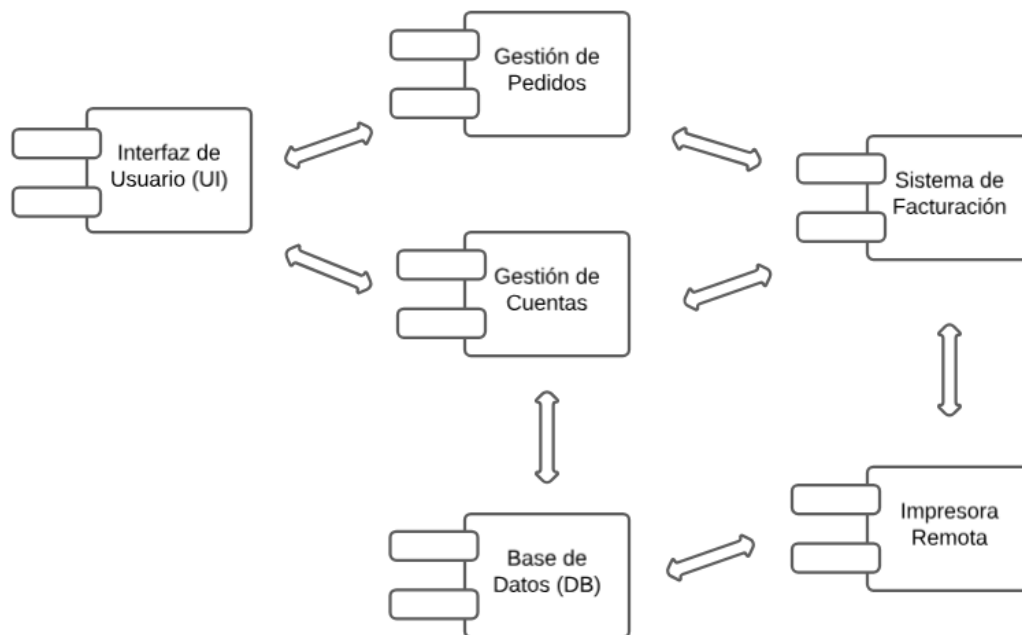 Gestión de
Pedidos
Interfaz de
Usuario (UI)
Sistema de
Facturación
Gestión de
Cuentas
Impresora
Remota
Base de
Datos (DB)